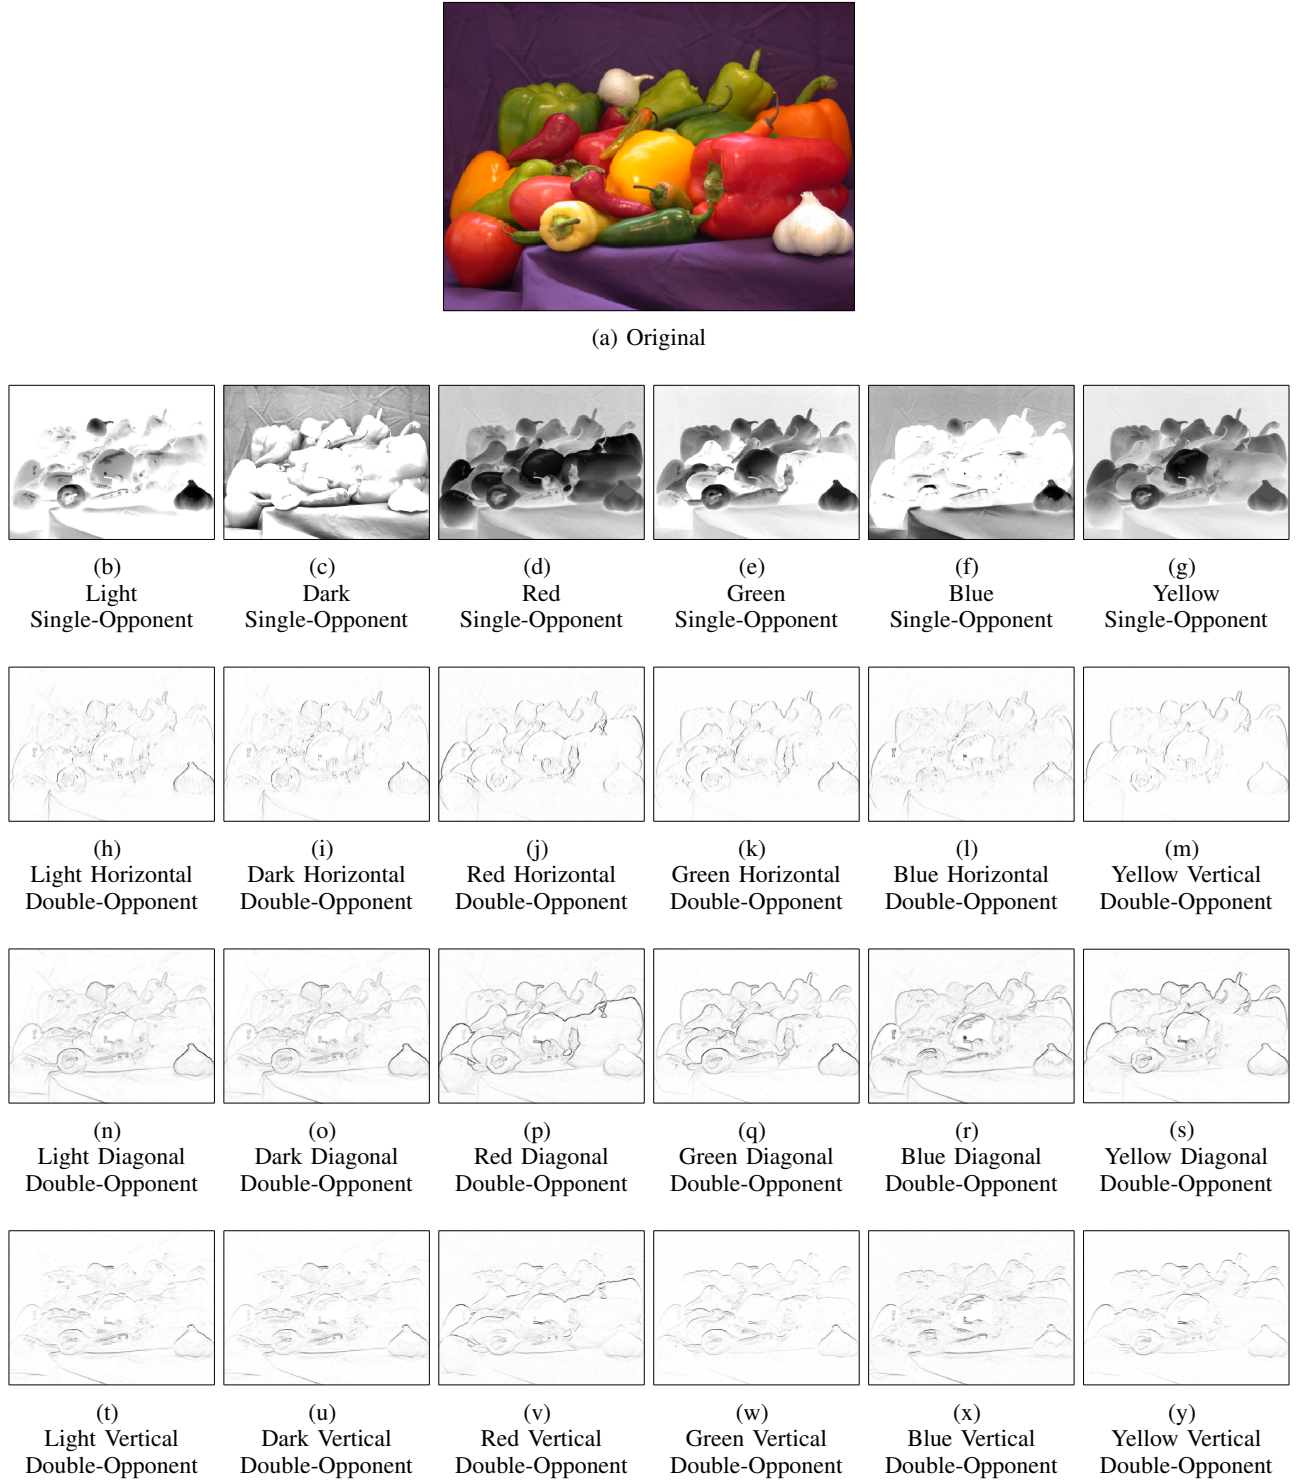 (a) Original
(b)
Light
Single-Opponent
(c)
Dark
Single-Opponent
(d)
Red
Single-Opponent
(e)
Green
Single-Opponent
(f)
Blue
Single-Opponent
(g)
Yellow
Single-Opponent
(h)
Light Horizontal
Double-Opponent
(i)
Dark Horizontal
Double-Opponent
(j)
Red Horizontal
Double-Opponent
(k)
Green Horizontal
Double-Opponent
(l)
Blue Horizontal
Double-Opponent
(m)
Yellow Vertical
Double-Opponent
(n)
Light Diagonal
Double-Opponent
(o)
Dark Diagonal
Double-Opponent
(p)
Red Diagonal
Double-Opponent
(q)
Green Diagonal
Double-Opponent
(r)
Blue Diagonal
Double-Opponent
(s)
Yellow Diagonal
Double-Opponent
(t)
Light Vertical
Double-Opponent
(u)
Dark Vertical
Double-Opponent
(v)
Red Vertical
Double-Opponent
(w)
Green Vertical
Double-Opponent
(x)
Blue Vertical
Double-Opponent
(y)
Yellow Vertical
Double-Opponent